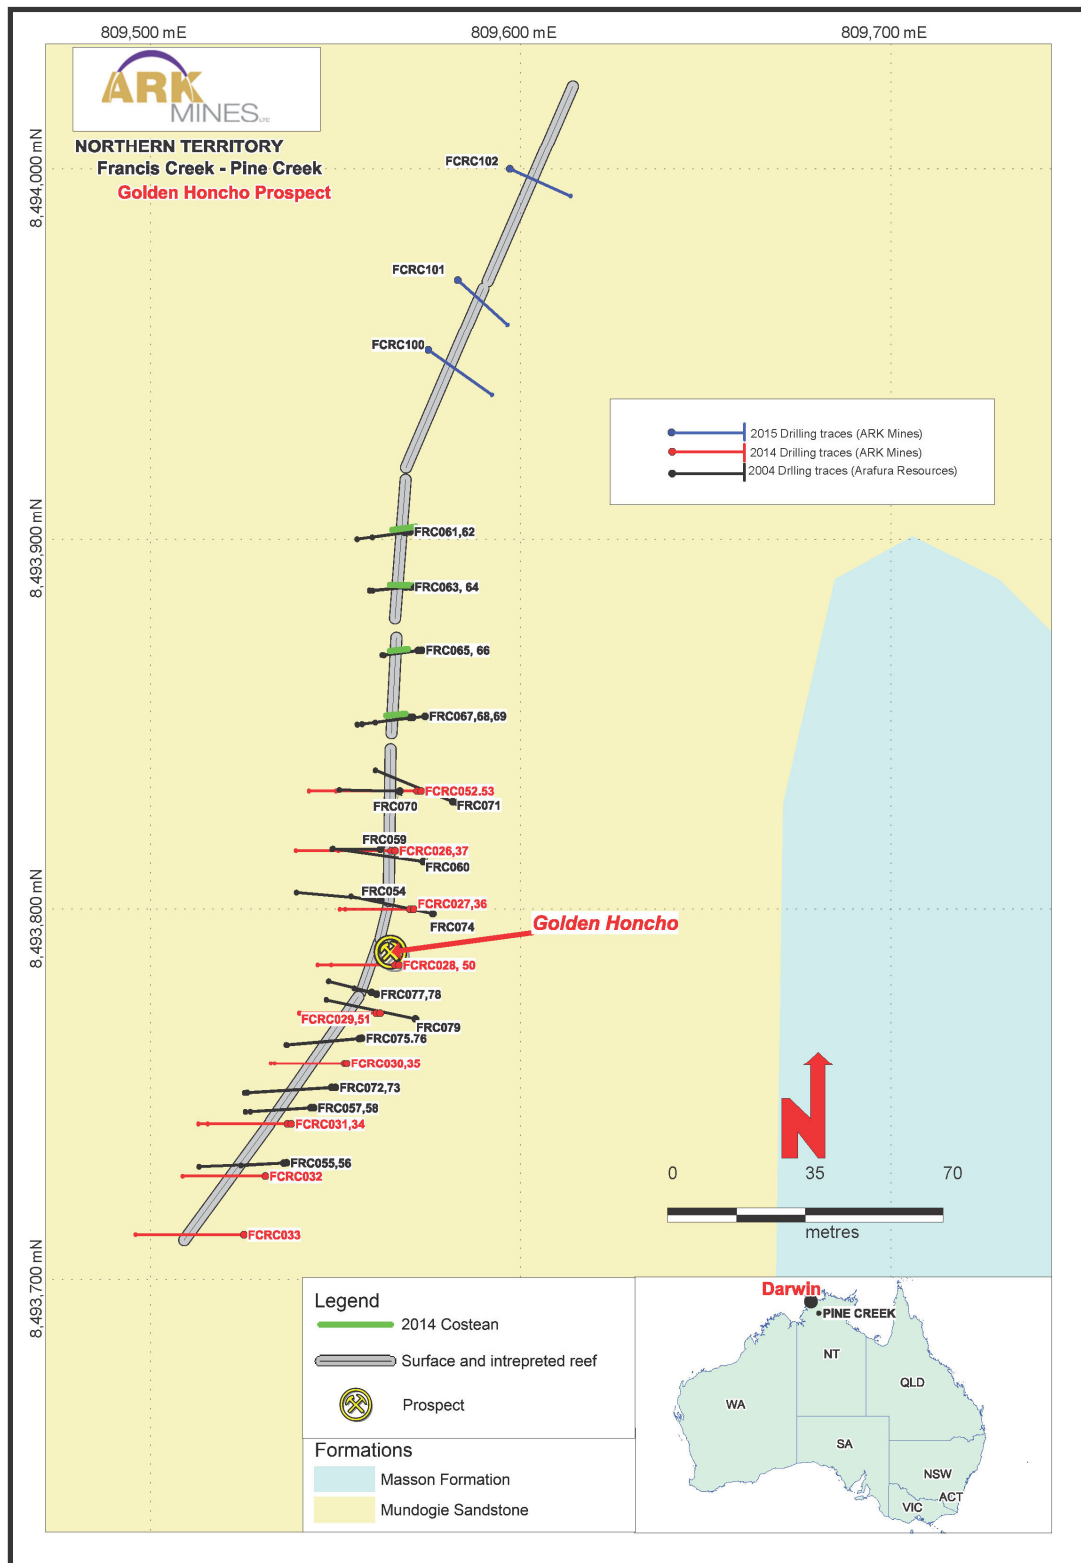 809,500 mE
809,600 mE
809,700 mE
ARK
MINES LTD
NORTHERN TERRITORY
Francis Creek - Pine Creek
Golden Honcho Prospect
8,494,000 mN
FCRC102
FCRC101
FCRC100
2015 Drilling traces (ARK Mines)
2014 Drilling traces (ARK Mines)
2004 Drlling traces (Arafura Resources)
8,493,900 mN
FRC061,62
FRC063, 64
FRC065, 66
FRC067,68,69
FCRC052.53
FRC070
FRC071
FRC059
FCRC026,37
FRC060
FRC054
FCRC027,36
8,493,800 mN
FRC074
Golden Honcho
FCRC028, 50
FRC077,78
FCRC029,51
FRC079
FRC075.76
FCRC030,35
FRC072,73
FRC057,58
FCRC031,34
FRC055,56
FCRC032
FCRC033
N
0 35 70
metres
8,493,700 mN
Legend
2014 Costean
Surface and intrepreted reef
Prospect
Formations
Masson Formation
Mundogie Sandstone
Darwin
PINE CREEK
NT
QLD
WA
SA
NSW
ACT
VIC